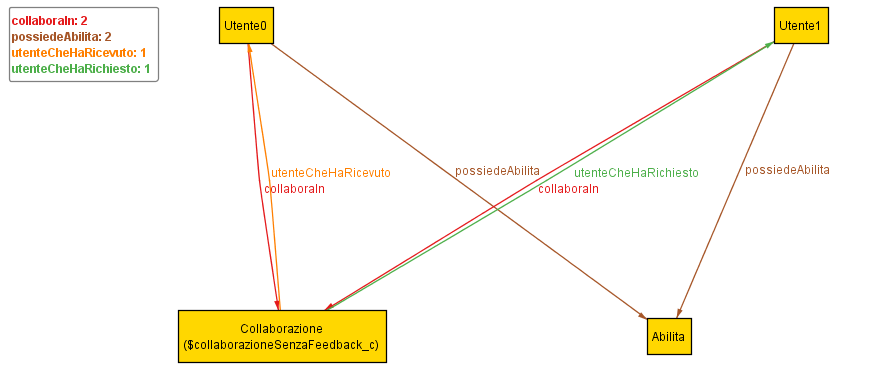 collaboraIn: 2
possiedeAbilita: 2
utenteCheHaRicevuto: 1
utenteCheHaRichiesto: 1
Utente0
Utente1
utenteCheHaRicevuto
collaboraIn
possiedeAbilita
utenteCheHaRichiesto
collaboraIn
possiedeAbilita
Collaborazione
($collaborazioneSenzaFeedback_c)
Abilita